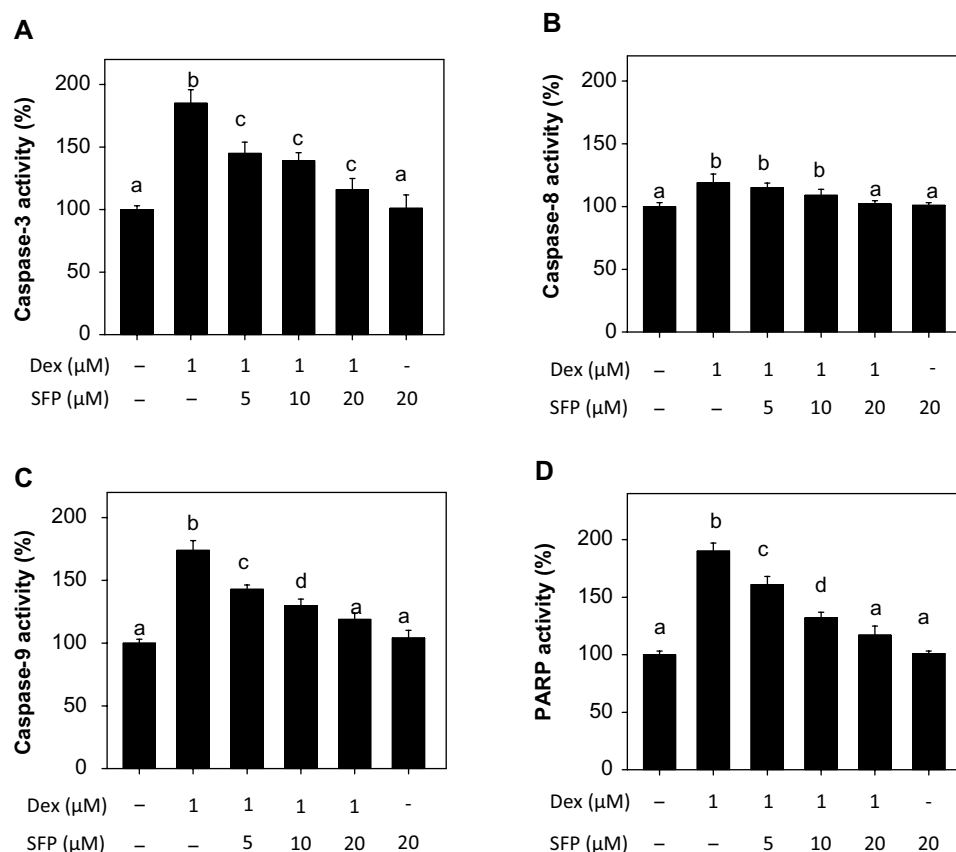 A
Caspase-3 activity (%)
200
150
100
50
0
a
b
c
c
c
a
Dex (µM) – 1 1 1 1 -
SFP (µM) – – 5 10 20 20
B
Caspase-8 activity (%)
200
150
100
50
0
a
b
b
b
a
a
Dex (µM) – 1 1 1 1 -
SFP (µM) – – 5 10 20 20
C
Caspase-9 activity (%)
200
150
100
50
0
a
b
c
d
a
a
Dex (µM) – 1 1 1 1 -
SFP (µM) – – 5 10 20 20
D
PARP activity (%)
200
150
100
50
0
a
b
c
d
a
a
Dex (µM) – 1 1 1 1 -
SFP (µM) – – 5 10 20 20